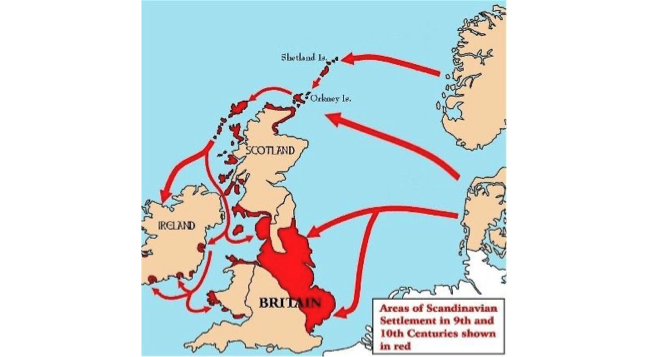 Shetland Is.
Orkney Is.
SCOTLAND
IRELAND
BRITAIN
Areas of Scandinavian
Settlement in 9th and
10th Centuries shown
in red